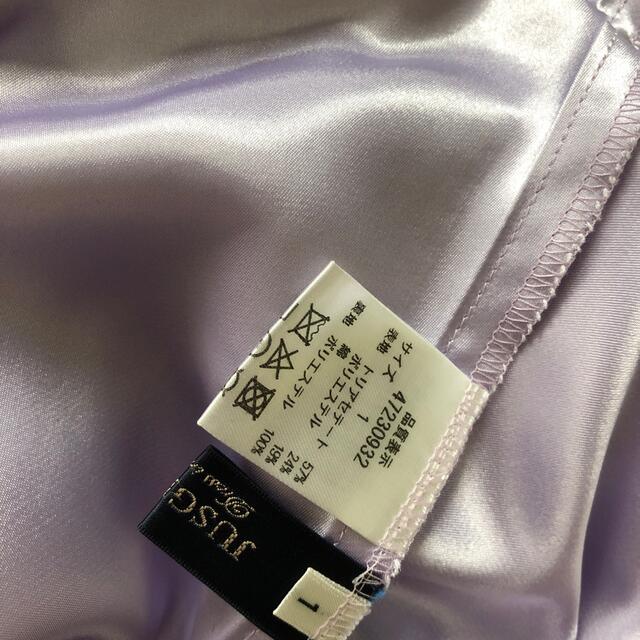 品質表示
47230932
サイズ 1
表地 トリアセテート 57%
ポリエステル 24%
綿 19%
裏地 ポリエステル 100%
JUSG
1